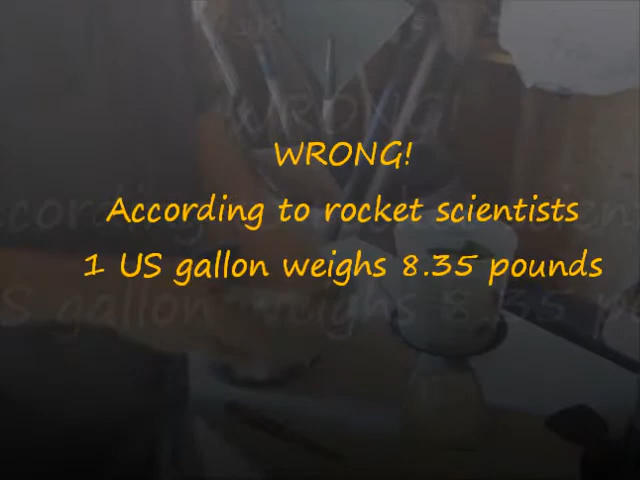 WRONG!
According to rocket scientists
1 US gallon weighs 8.35 pounds